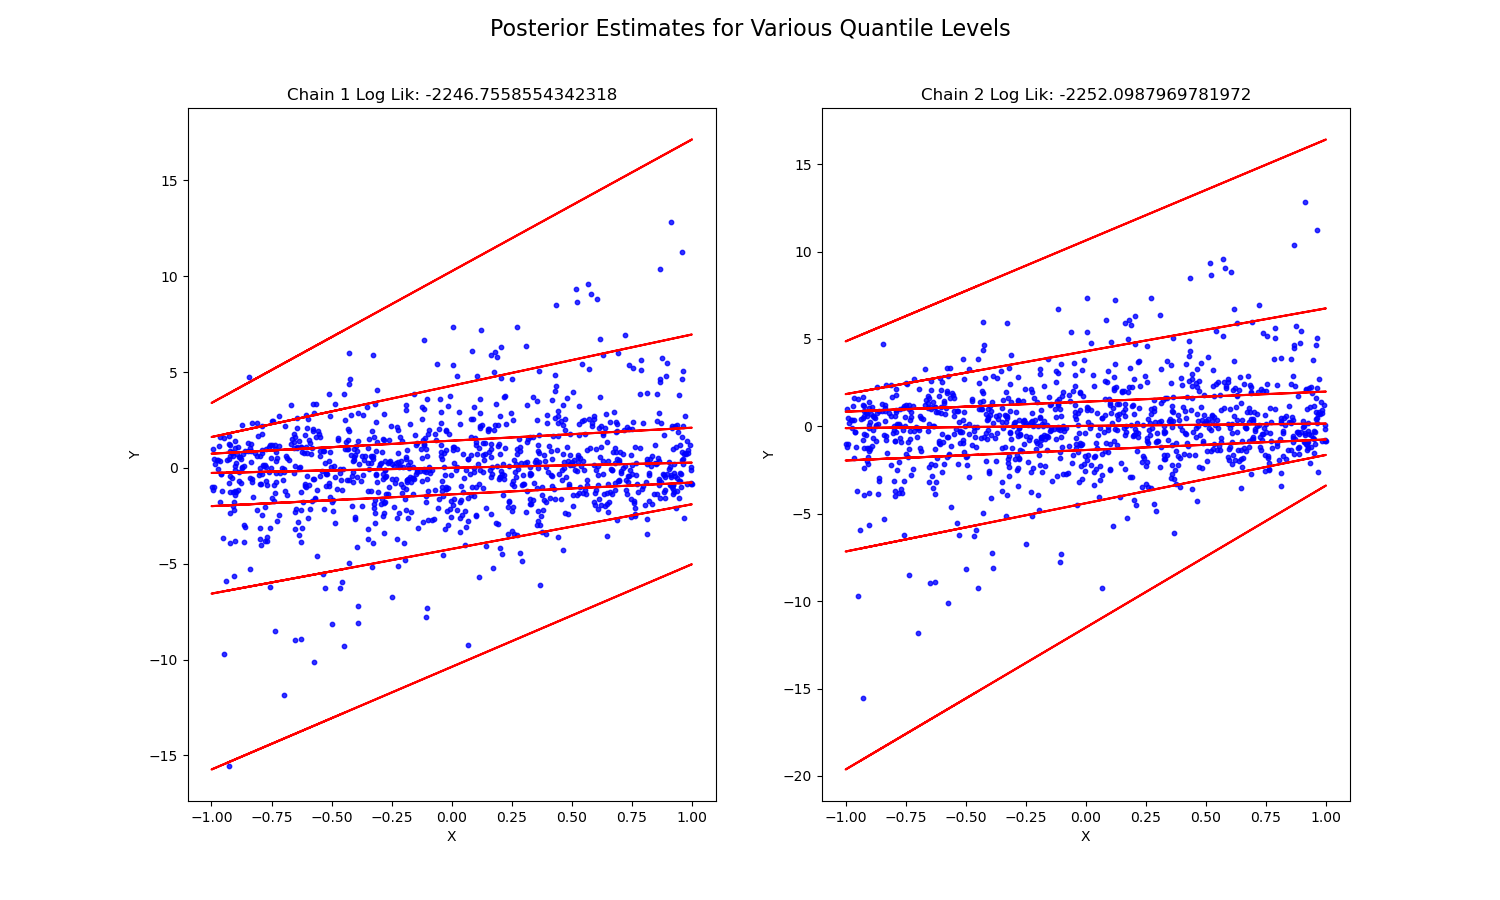 Posterior Estimates for Various Quantile Levels
Chain 1 Log Lik: -2246.7558554342318
15
10
5
0
−5
−10
−15
Y
−1.00 −0.75 −0.50 −0.25 0.00 0.25 0.50 0.75 1.00
X
Chain 2 Log Lik: -2252.0987969781972
15
10
5
0
−5
−10
−15
−20
Y
−1.00 −0.75 −0.50 −0.25 0.00 0.25 0.50 0.75 1.00
X